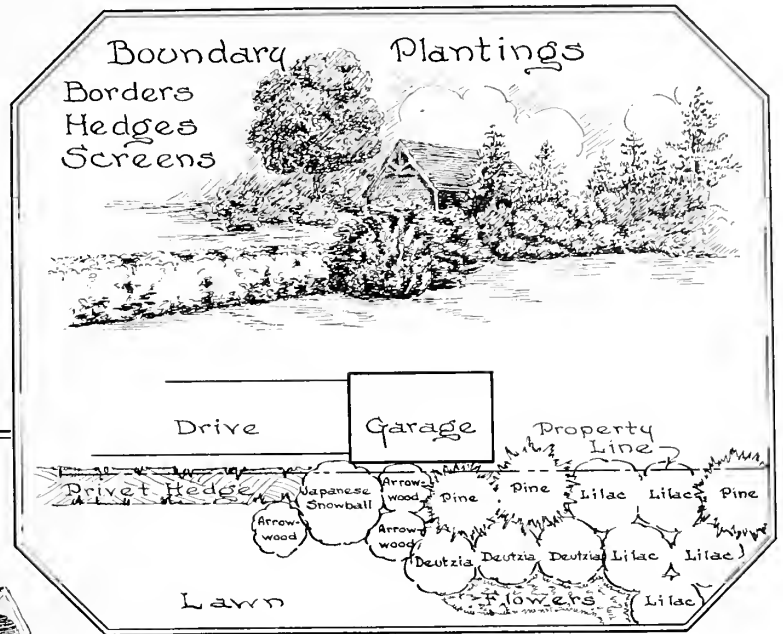 Boundary Plantings
Borders
Hedges
Screens
Drive
Garage
Property
Line
Privet Hedge
Japanese
Snowball
Arrow-
wood
Pine
Pine
Lilac
Lilac
Pine
Arrow-
wood
Arrow-
wood
Deutzia
Deutzia
Deutzia
Lilac
Lilac
Lawn
Flowers
Lilac